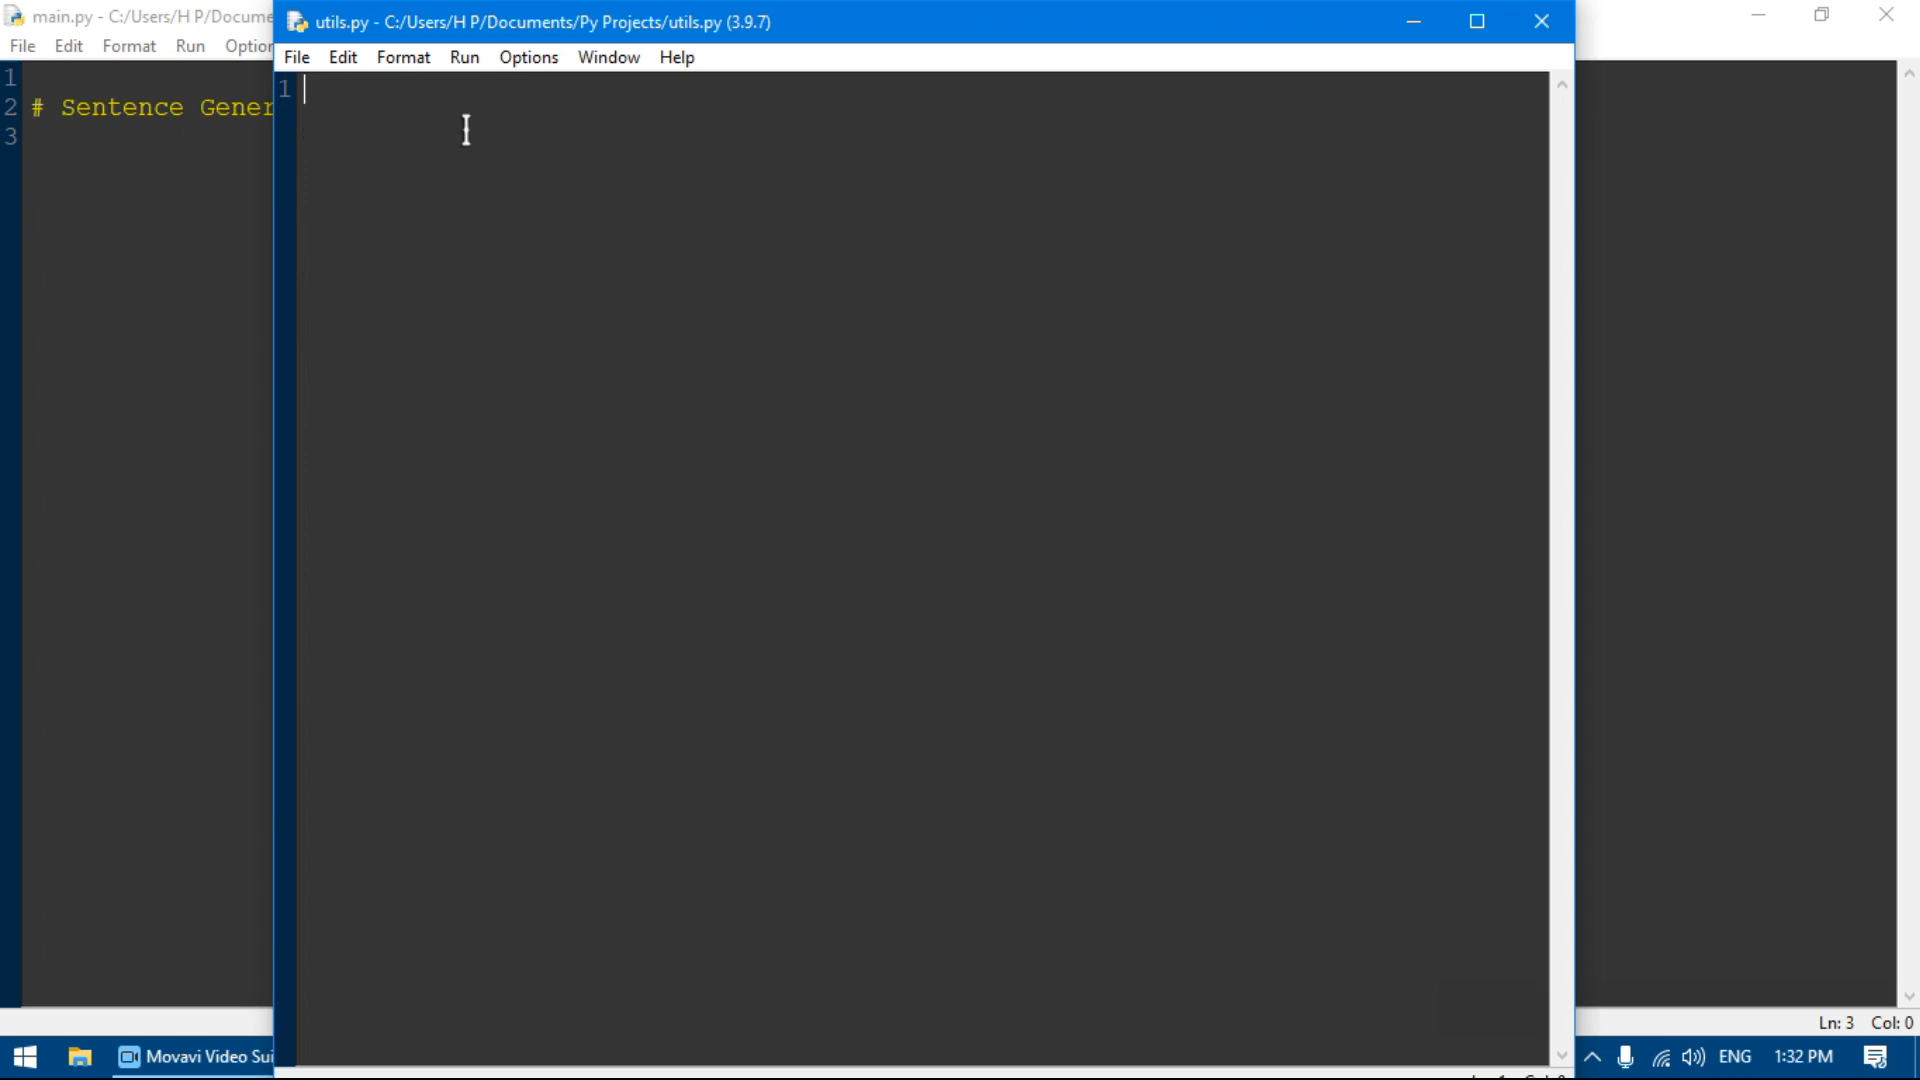 main.py - C:/Users/H P/Docume
File Edit Format Run Option
1
2 # Sentence Gener
3
utils.py - C:/Users/H P/Documents/Py Projects/utils.py (3.9.7)
File Edit Format Run Options Window Help
1
Ln: 3 Col: 0
Movavi Video Sui
ENG 1:32 PM